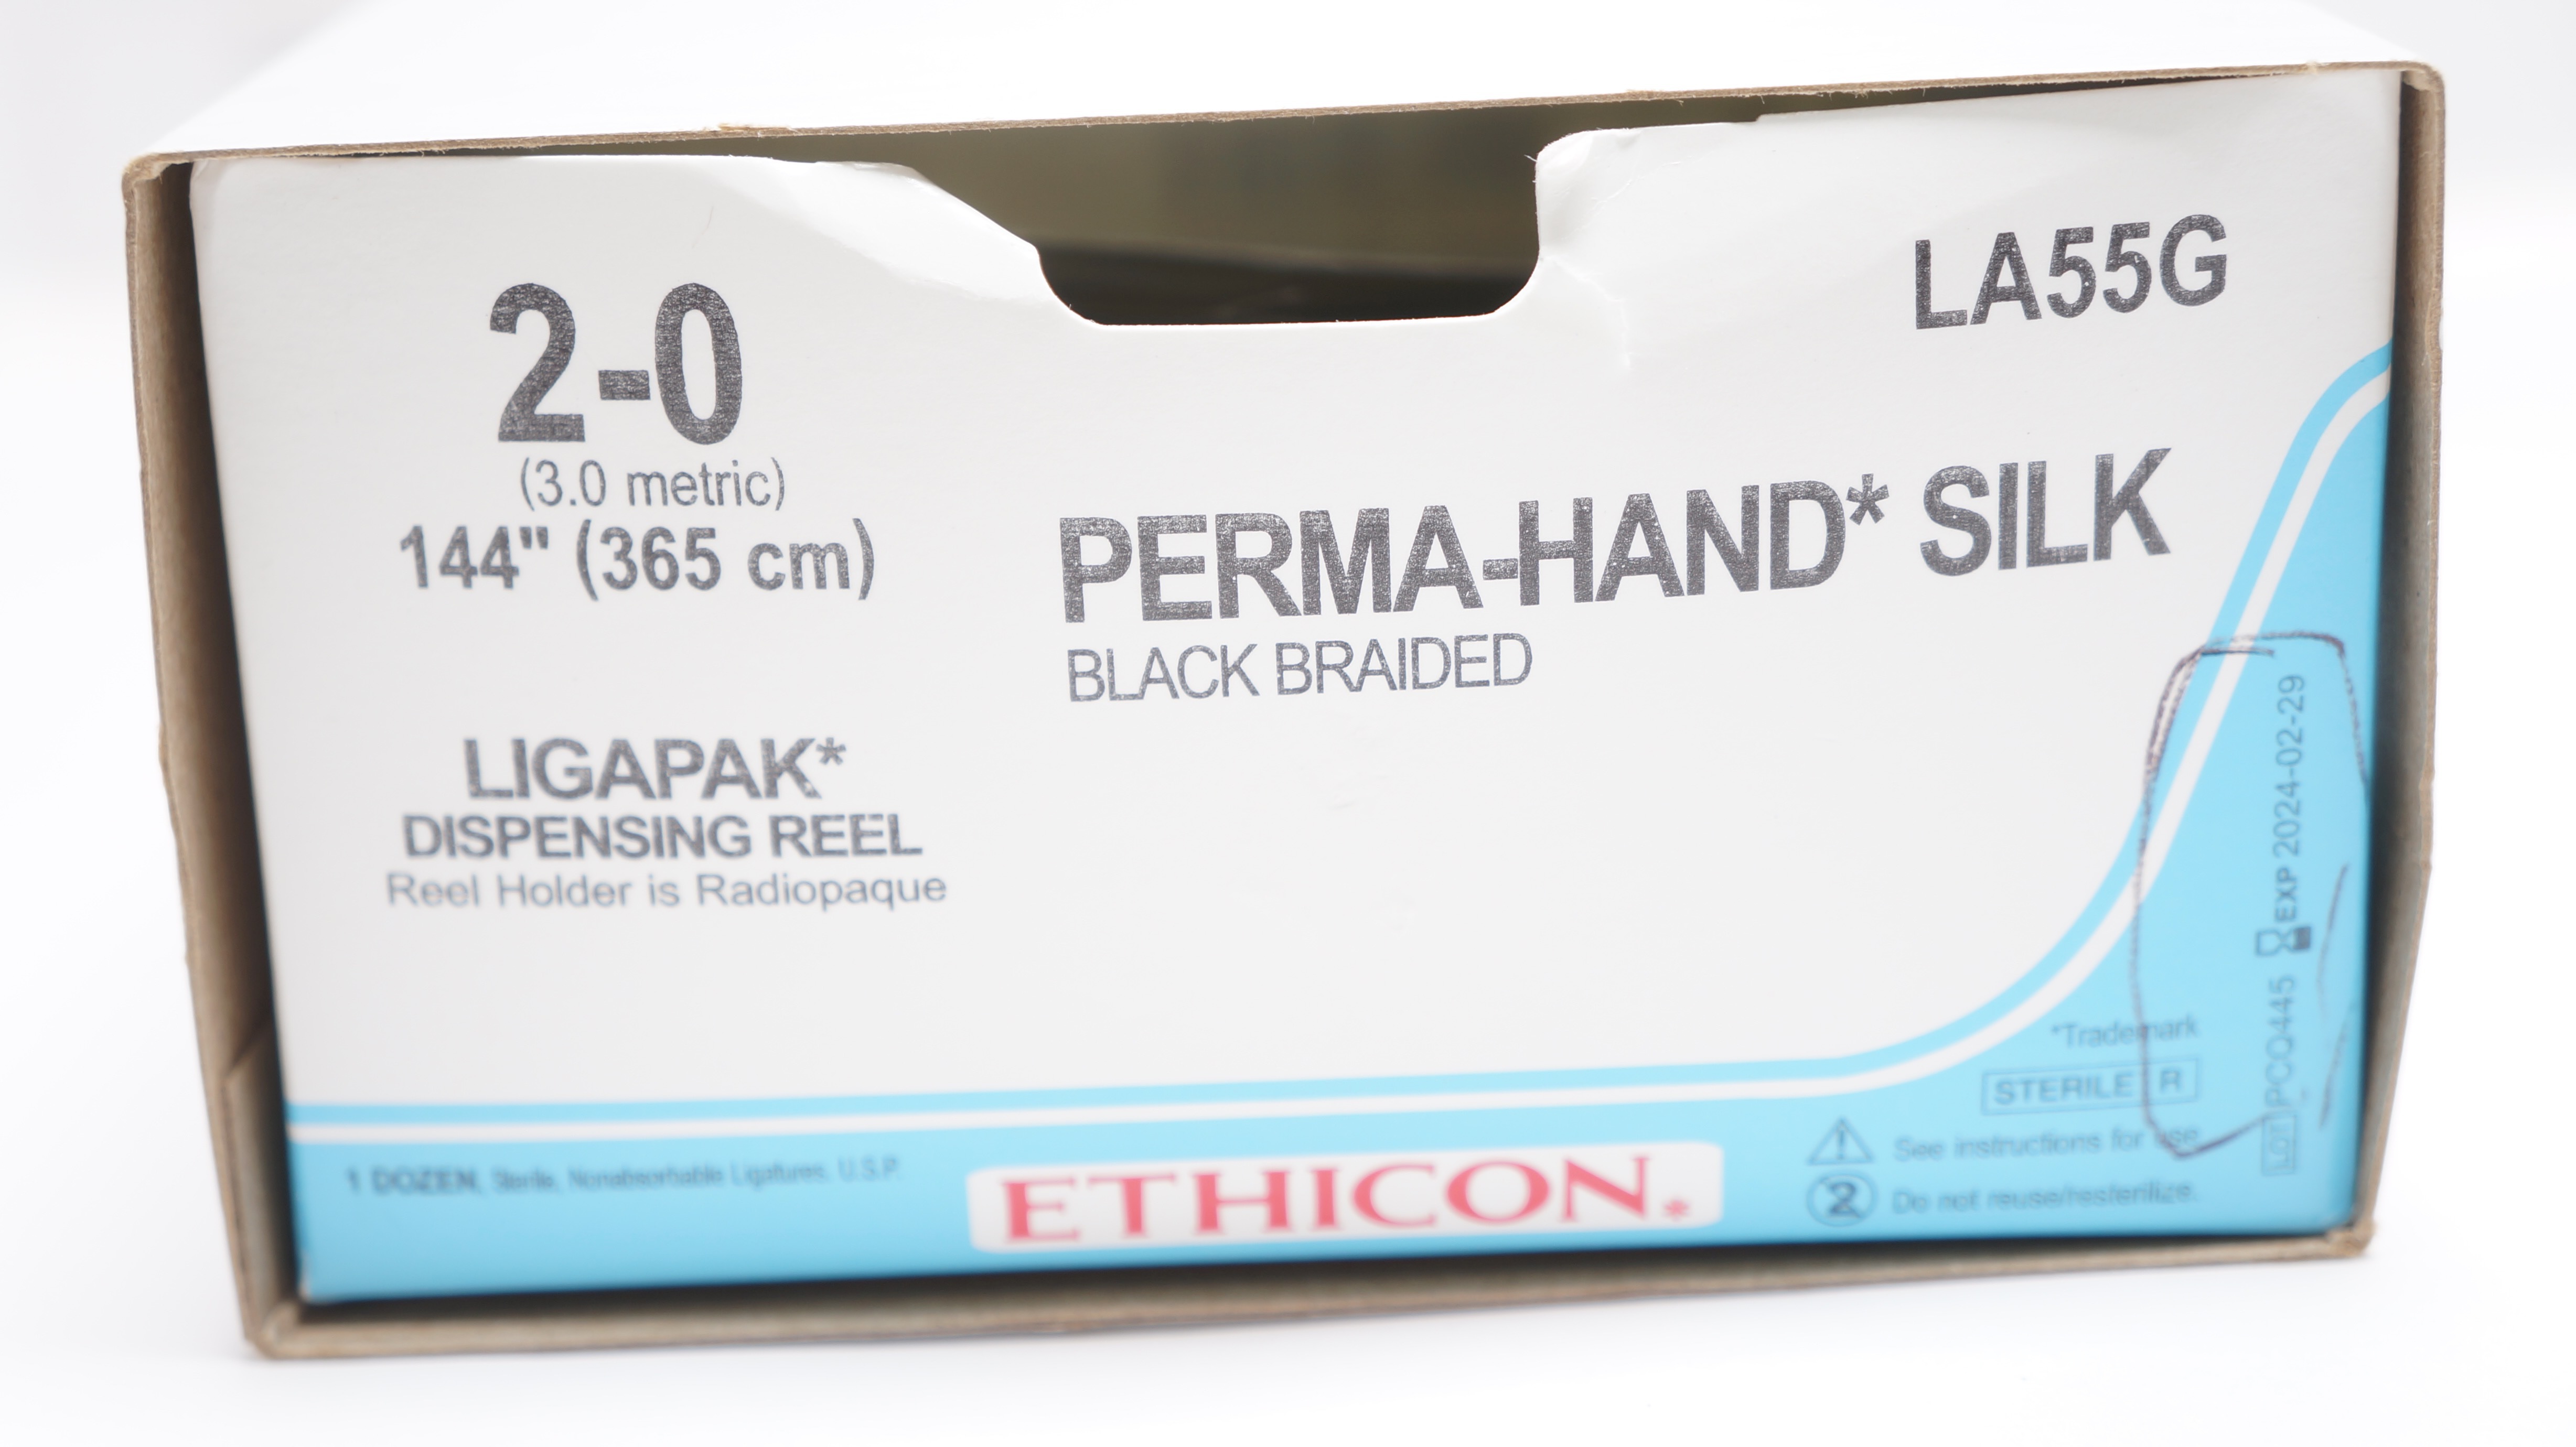 LA55G
2-0
(3.0 metric)
144" (365 cm)
PERMA-HAND* SILK
BLACK BRAIDED
LIGAPAK*
DISPENSING REEL
Reel Holder is Radiopaque
1 DOZEN, Sterile, Nonabsorbable Ligatures, U.S.P.
ETHICON*
*Trademark
STERILE R
See instructions for use
2 Do not reuse/resterilize.
LOT PCQ445 EXP 2024-02-29